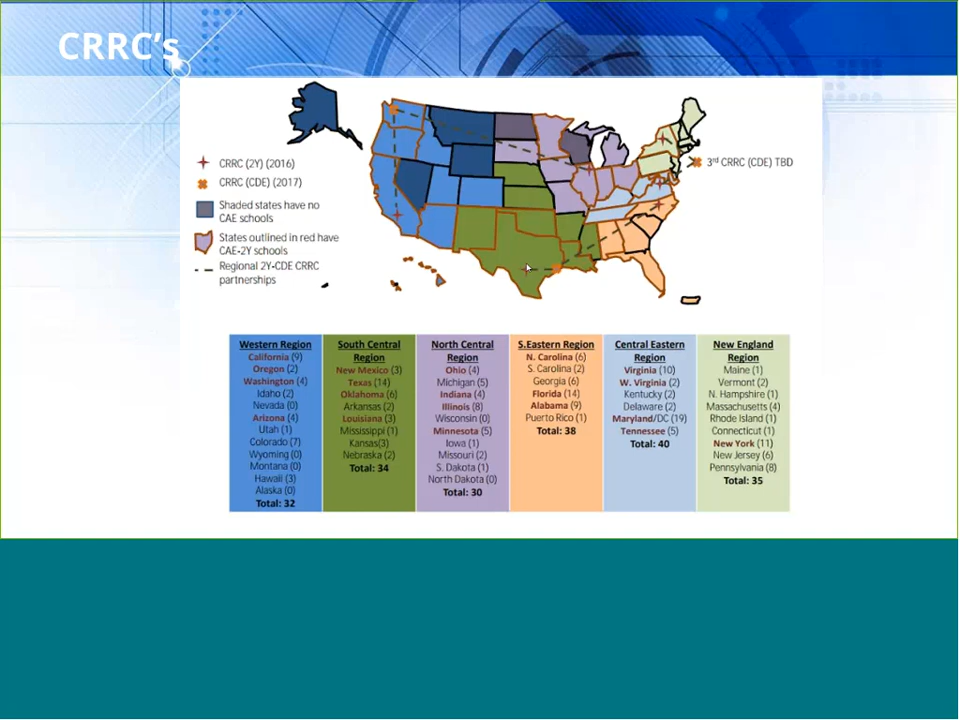 CRRC’s
CRRC (2Y) (2016)
CRRC (CDE) (2017)
Shaded states have no
CAE schools
States outlined in red have
CAE-2Y schools
Regional 2Y-CDE CRRC
partnerships
3rd CRRC (CDE) TBD
Western Region
California (9)
Oregon (2)
Washington (4)
Idaho (2)
Nevada (0)
Arizona (4)
Utah (1)
Colorado (7)
Wyoming (0)
Montana (0)
Hawaii (3)
Alaska (0)
Total: 32
South Central
Region
New Mexico (3)
Texas (14)
Oklahoma (6)
Arkansas (2)
Louisiana (3)
Mississippi (1)
Kansas(3)
Nebraska (2)
Total: 34
North Central
Region
Ohio (4)
Michigan (5)
Indiana (4)
Illinois (8)
Wisconsin (0)
Minnesota (5)
Iowa (1)
Missouri (2)
S. Dakota (1)
North Dakota (0)
Total: 30
S.Eastern Region
N. Carolina (6)
S. Carolina (2)
Georgia (6)
Florida (14)
Alabama (9)
Puerto Rico (1)
Total: 38
Central Eastern
Region
Virginia (10)
W. Virginia (2)
Kentucky (2)
Delaware (2)
Maryland/DC (19)
Tennessee (5)
Total: 40
New England
Region
Maine (1)
Vermont (2)
N. Hampshire (1)
Massachusetts (4)
Rhode Island (1)
Connecticut (1)
New York (11)
New Jersey (6)
Pennsylvania (8)
Total: 35